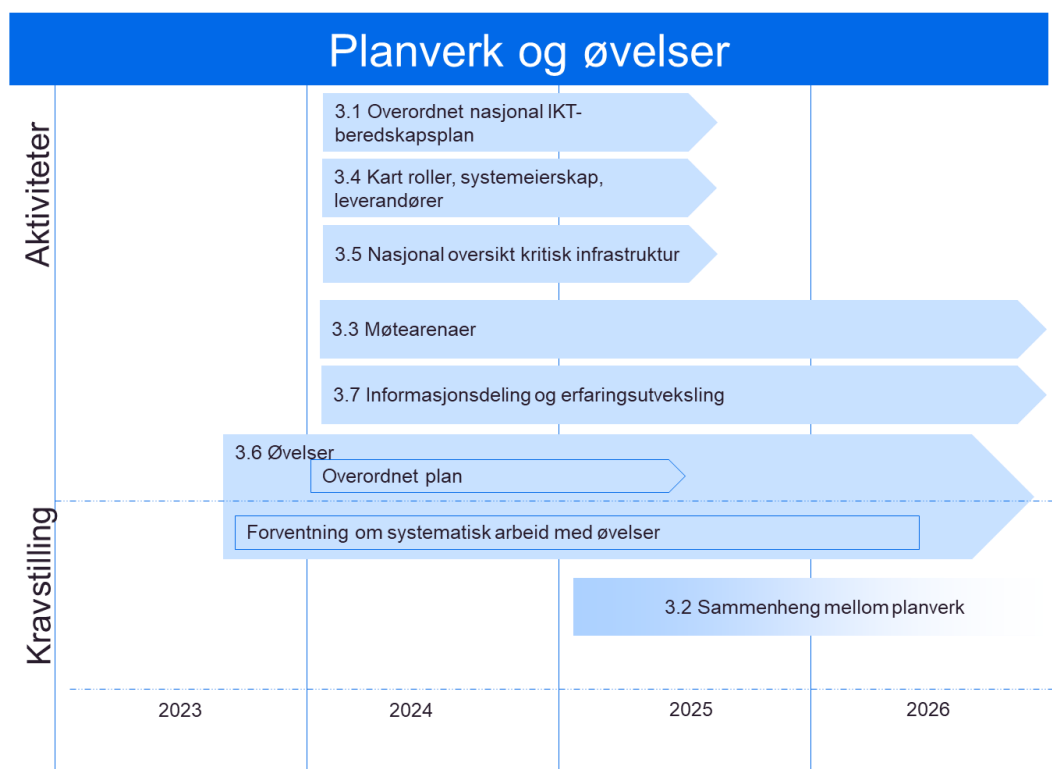 Planverk og øvelser
Aktiviteter
3.1 Overordnet nasjonal IKT-
beredskapsplan
3.4 Kart roller, systemeierskap,
leverandører
3.5 Nasjonal oversikt kritisk infrastruktur
3.3 Møtearenaer
3.7 Informasjonsdeling og erfaringsutveksling
3.6 Øvelser
Overordnet plan
Kravstilling
Forventning om systematisk arbeid med øvelser
3.2 Sammenheng mellom planverk
2023 2024 2025 2026